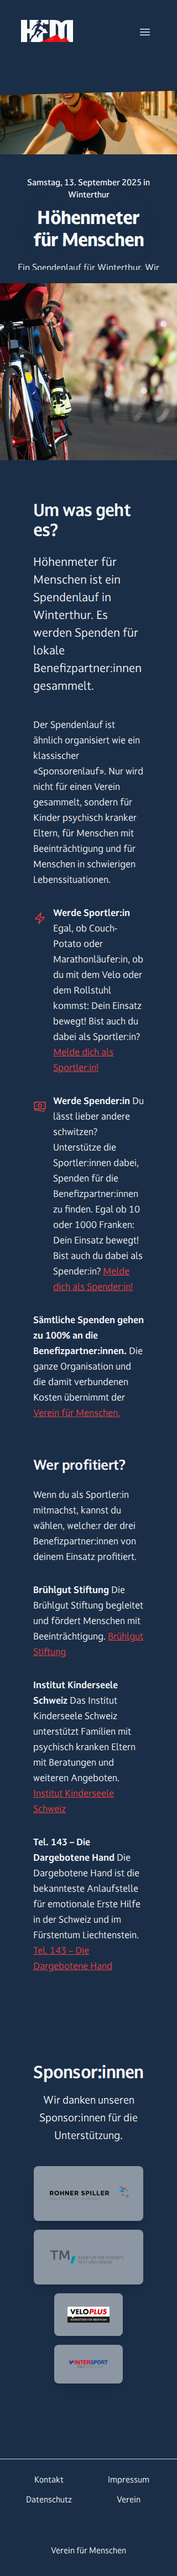 HFM
Samstag, 13. September 2025 in
Winterthur
Höhenmeter
für Menschen
Ein Spendenlauf für Winterthur. Wir
Um was geht
es?
Höhenmeter für
Menschen ist ein
Spendenlauf in
Winterthur. Es
werden Spenden für
lokale
Benefizpartner:innen
gesammelt.
Der Spendenlauf ist
ähnlich organisiert wie ein
klassischer
«Sponsorenlauf». Nur wird
nicht für einen Verein
gesammelt, sondern für
Kinder psychisch kranker
Eltern, für Menschen mit
Beeinträchtigung und für
Menschen in schwierigen
Lebenssituationen.
Werde Sportler:in
Egal, ob Couch-
Potato oder
Marathonläufer:in, ob
du mit dem Velo oder
dem Rollstuhl
kommst: Dein Einsatz
bewegt! Bist auch du
dabei als Sportler:in?
Melde dich als
Sportler:in!
Werde Spender:in Du
lässt lieber andere
schwitzen?
Unterstütze die
Sportler:innen dabei,
Spenden für die
Benefizpartner:innen
zu finden. Egal ob 10
oder 1000 Franken:
Dein Einsatz bewegt!
Bist auch du dabei als
Spender:in? Melde
dich als Spender:in!
Sämtliche Spenden gehen
zu 100% an die
Benefizpartner:innen. Die
ganze Organisation und
die damit verbundenen
Kosten übernimmt der
Verein für Menschen.
Wer profitiert?
Wenn du als Sportler:in
mitmachst, kannst du
wählen, welche:r der drei
Benefizpartner:innen von
deinem Einsatz profitiert.
Brühlgut Stiftung Die
Brühlgut Stiftung begleitet
und fördert Menschen mit
Beeinträchtigung. Brühlgut
Stiftung
Institut Kinderseele
Schweiz Das Institut
Kinderseele Schweiz
unterstützt Familien mit
psychisch kranken Eltern
mit Beratungen und
weiteren Angeboten.
Institut Kinderseele
Schweiz
Tel. 143 – Die
Dargebotene Hand Die
Dargebotene Hand ist die
bekannteste Anlaufstelle
für emotionale Erste Hilfe
in der Schweiz und im
Fürstentum Liechtenstein.
Tel. 143 – Die
Dargebotene Hand
Sponsor:innen
Wir danken unseren
Sponsor:innen für die
Unterstützung.
ROHNER SPILLER
TM
VELOPLUS
INTERSPORT
Kontakt
Impressum
Datenschutz
Verein
Verein für Menschen